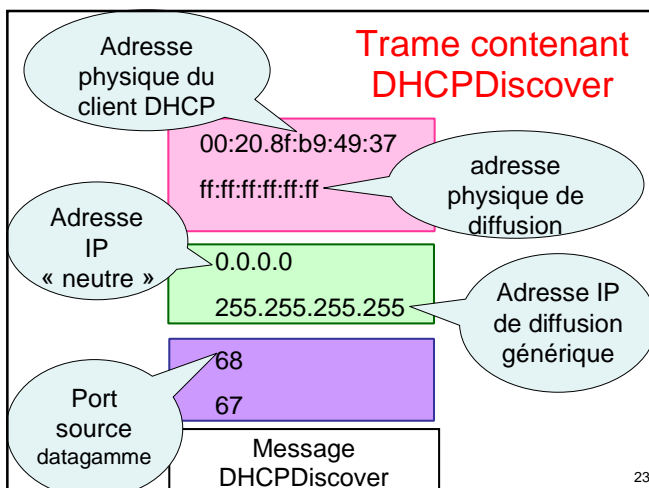 Trame contenant
DHCPDiscover
Adresse
physique du
client DHCP
00:20.8f:b9:49:37
ff:ff:ff:ff:ff:ff
adresse
physique de
diffusion
Adresse
IP
« neutre »
0.0.0.0
255.255.255.255
Adresse IP
de diffusion
générique
68
67
Port
source
datagamme
Message
DHCPDiscover
23